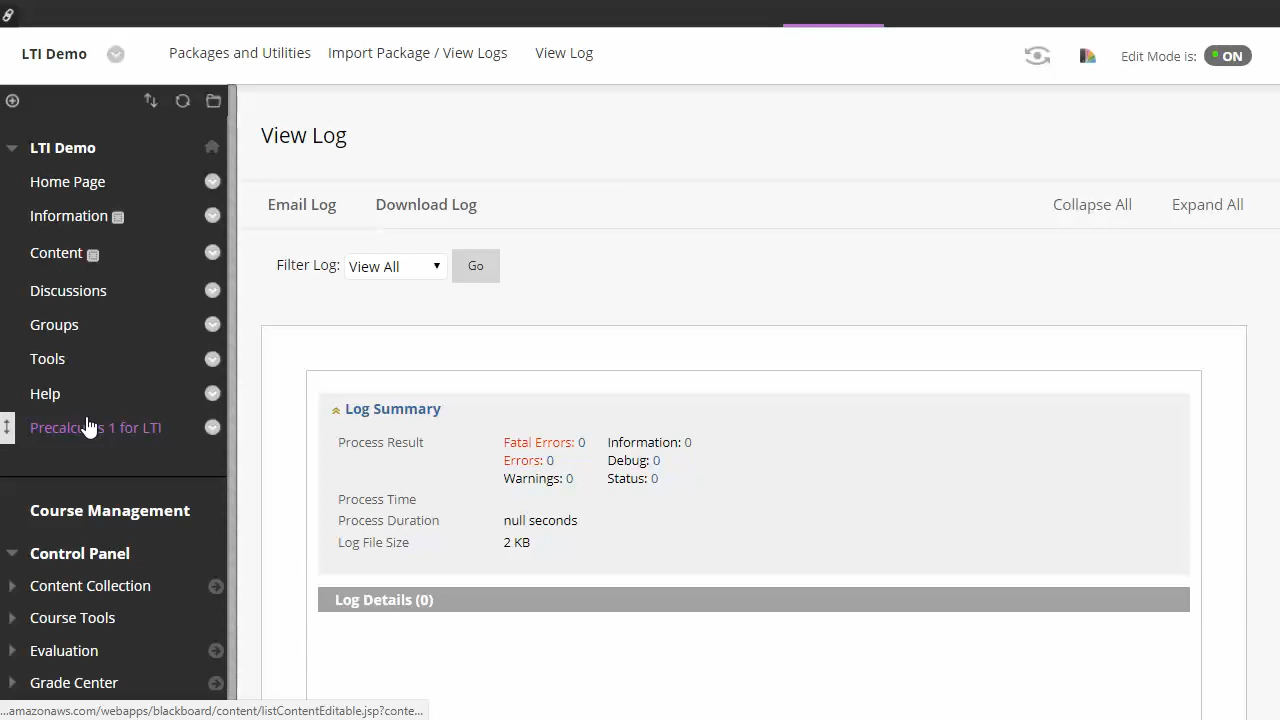 LTI Demo
Packages and Utilities
Import Package / View Logs
View Log
Edit Mode is:
ON
LTI Demo
Home Page
Information
Content
Discussions
Groups
Tools
Help
Precalculus 1 for LTI
Course Management
Control Panel
Content Collection
Course Tools
Evaluation
Grade Center
View Log
Email Log
Download Log
Collapse All
Expand All
Filter Log: View All
Go
Log Summary
Process Result
Fatal Errors: 0
Information: 0
Errors: 0
Debug: 0
Warnings: 0
Status: 0
Process Time
Process Duration
null seconds
Log File Size
2 KB
Log Details (0)
...amazonaws.com/webapps/blackboard/content/listContentEditable.jsp?conte...